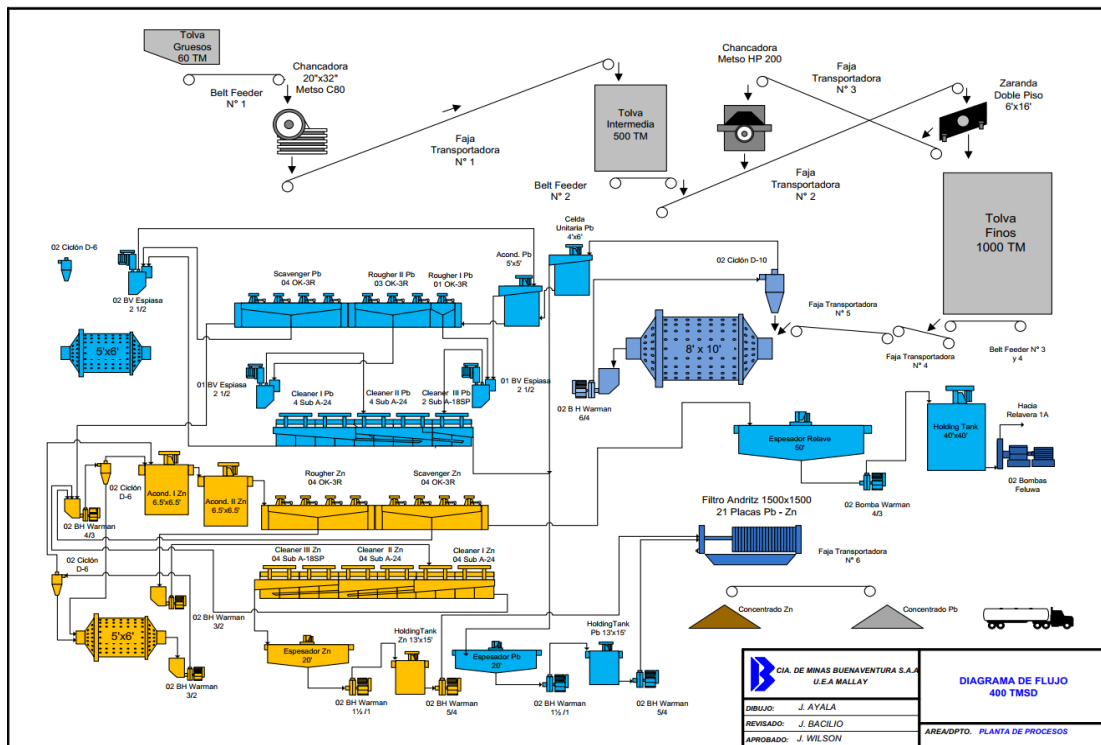 Tolva
Gruesos
60 TM
Chancadora
20"x32"
Metso C80
Belt Feeder
N° 1
Faja
Transportadora
N° 1
Tolva
Intermedia
500 TM
Belt Feeder
N° 2
Chancadora
Metso HP 200
Faja
Transportadora
N° 3
Faja
Transportadora
N° 2
Zaranda
Doble Piso
6'x16'
Tolva
Finos
1000 TM
Belt Feeder N° 3
y 4
Faja Transportadora
N° 4
Faja Transportadora
N° 5
02 Ciclón D-10
8' x 10'
02 B H Warman
6/4
Celda
Unitaria Pb
4'x6'
Acond. Pb
5'x5'
02 Ciclón D-6
02 BV Espiasa
2 1/2
5'x6'
Scavenger Pb
04 OK-3R
Rougher II Pb
03 OK-3R
Rougher I Pb
01 OK-3R
01 BV Espiasa
2 1/2
01 BV Espiasa
2 1/2
Cleaner I Pb
4 Sub A-24
Cleaner II Pb
4 Sub A-24
Cleaner III Pb
2 Sub A-18SP
Espesador Relave
50'
02 Bomba Warman
4/3
Holding Tank
40'x40'
Hacia
Relavera 1A
02 Bombas
Feluwa
02 Ciclón
D-6
02 BH Warman
4/3
Acond. I Zn
6.5'x6.5'
Acond. II Zn
6.5'x6.5'
Rougher Zn
04 OK-3R
Scavenger Zn
04 OK-3R
Cleaner III Zn
04 Sub A-18SP
Cleaner II Zn
04 Sub A-24
Cleaner I Zn
04 Sub A-24
02 Ciclón
D-6
5'x6'
02 BH Warman
3/2
02 BH Warman
3/2
Espesador Zn
20'
02 BH Warman
1½ /1
HoldingTank
Zn 13'x15'
02 BH Warman
5/4
Espesador Pb
20'
02 BH Warman
1½ /1
HoldingTank
Pb 13'x15'
02 BH Warman
5/4
Filtro Andritz 1500x1500
21 Placas Pb - Zn
Faja Transportadora
N° 6
Concentrado Zn
Concentrado Pb
CIA. DE MINAS BUENAVENTURA S.A.A
U.E.A MALLAY
DIBUJO: J. AYALA
REVISADO: J. BACILIO
APROBADO: J. WILSON
DIAGRAMA DE FLUJO
400 TMSD
AREA/DPTO. PLANTA DE PROCESOS